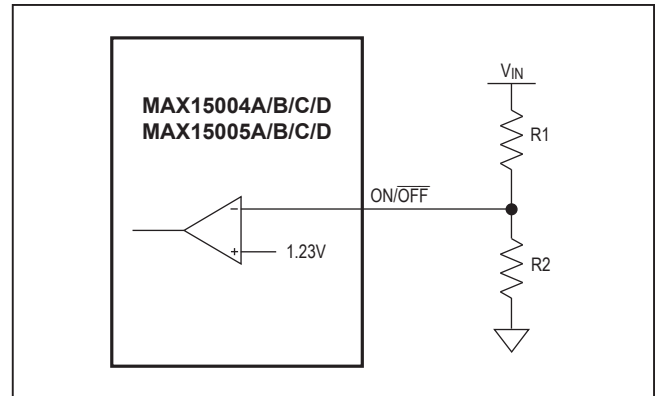 MAX15004A/B/C/D
MAX15005A/B/C/D
VIN
R1
ON/OFF
−
+
1.23V
R2